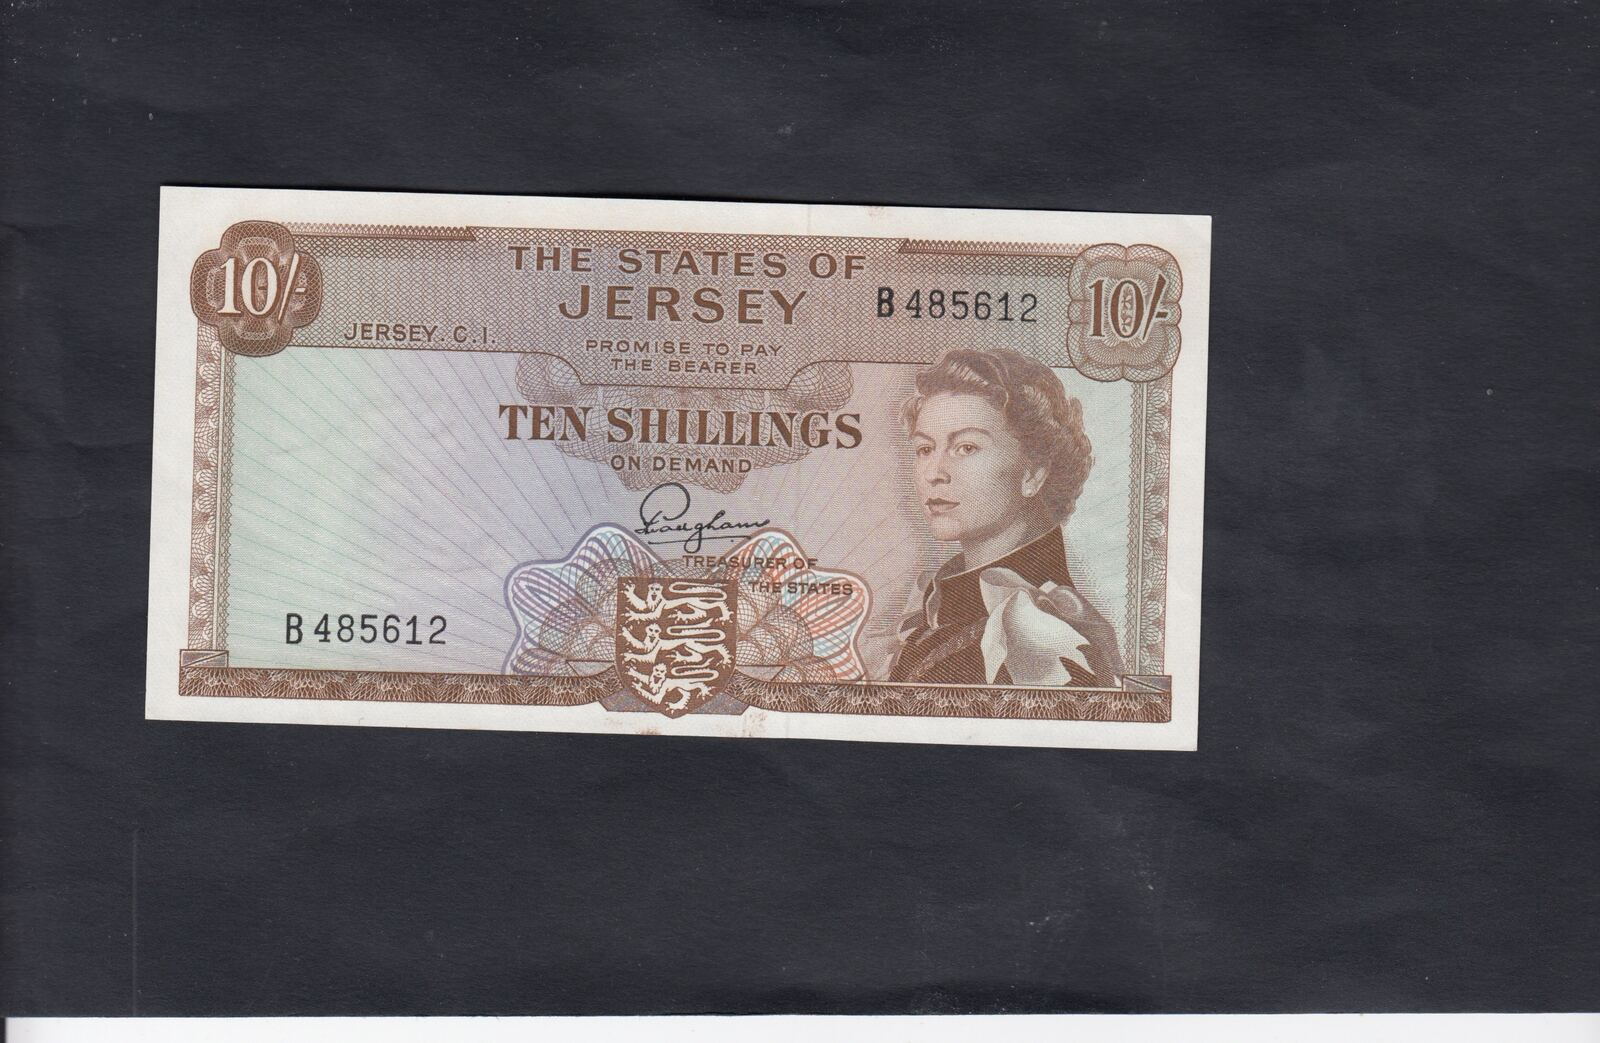 10/-
THE STATES OF
JERSEY
B 485612
10/-
JERSEY. C.I.
PROMISE TO PAY
THE BEARER
TEN SHILLINGS
ON DEMAND
TREASURER OF
THE STATES
B 485612